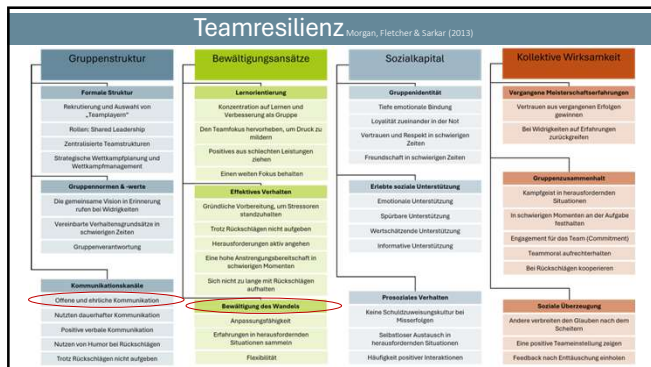 Teamresilienz Morgan, Fletcher & Sarkar (2013)
Gruppenstruktur
Formale Struktur
Rekrutierung und Auswahl von
„Teamplayern“
Rollen: Shared Leadership
Zentralisierte Teamstrukturen
Strategische Wettkampfplanung und
Wettkampfmanagement
Gruppennormen & -werte
Die gemeinsame Vision in Erinnerung
rufen bei Widrigkeiten
Vereinbarte Verhaltensgrundsätze in
schwierigen Zeiten
Gruppenverantwortung
Kommunikationskanäle
Offene und ehrliche Kommunikation
Nutzten dauerhafter Kommunikation
Positive verbale Kommunikation
Nutzen von Humor bei Rückschlägen
Trotz Rückschlägen nicht aufgeben
Bewältigungsansätze
Lernorientierung
Konzentration auf Lernen und
Verbesserung als Gruppe
Den Teamfokus hervorheben, um Druck zu
mildern
Positives aus schlechten Leistungen
ziehen
Einen weiten Fokus behalten
Effektives Verhalten
Gründliche Vorbereitung, um Stressoren
standzuhalten
Trotz Rückschlägen nicht aufgeben
Herausforderungen aktiv angehen
Eine hohe Anstrengungsbereitschaft in
schwierigen Momenten
Sich nicht zu lange mit Rückschlägen
aufhalten
Bewältigung des Wandels
Anpassungsfähigkeit
Erfahrungen in herausfordernden
Situationen sammeln
Flexibilität
Sozialkapital
Gruppenidentität
Tiefe emotionale Bindung
Loyalität zueinander in der Not
Vertrauen und Respekt in schwierigen
Zeiten
Freundschaft in schwierigen Zeiten
Erlebte soziale Unterstützung
Emotionale Unterstützung
Spürbare Unterstützung
Wertschätzende Unterstützung
Informative Unterstützung
Prosoziales Verhalten
Keine Schuldzuweisungskultur bei
Misserfolgen
Selbstloser Austausch in
herausfordernden Situationen
Häufigkeit positiver Interaktionen
Kollektive Wirksamkeit
Vergangene Meisterschaftserfahrungen
Vertrauen aus vergangenen Erfolgen
gewinnen
Bei Widrigkeiten auf Erfahrungen
zurückgreifen
Gruppenzusammenhalt
Kampfgeist in herausfordernden
Situationen
In schwierigen Momenten an der Aufgabe
festhalten
Engagement für das Team (Commitment)
Teammoral aufrechterhalten
Bei Rückschlägen kooperieren
Soziale Überzeugung
Andere verbreiten den Glauben nach dem
Scheitern
Eine positive Teameinstellung zeigen
Feedback nach Enttäuschung einholen